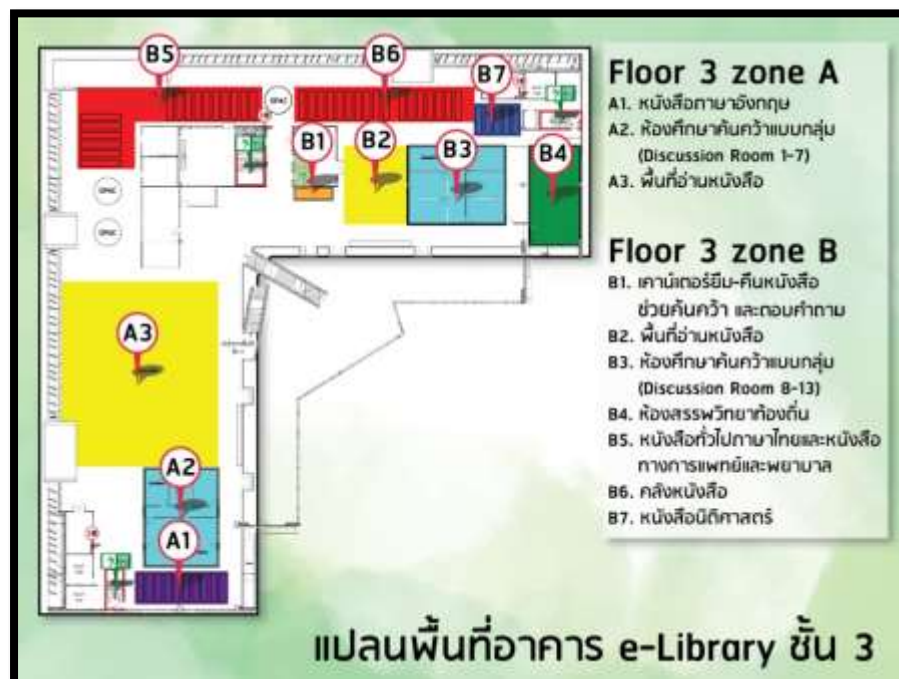 B5
B6
B7
B1
B2
B3
B4
OPAC
OPAC
OPAC
A3
A2
A1
Floor 3 zone A
A1. หนังสือภาษาอังกฤษ
A2. ห้องศึกษาค้นคว้าแบบกลุ่ม
(Discussion Room 1-7)
A3. พื้นที่อ่านหนังสือ
Floor 3 zone B
B1. เคาน์เตอร์ยืม-คืนหนังสือ
ช่วยค้นคว้า และตอบคำถาม
B2. พื้นที่อ่านหนังสือ
B3. ห้องศึกษาค้นคว้าแบบกลุ่ม
(Discussion Room 8-13)
B4. ห้องสรรพวิทยาท้องถิ่น
B5. หนังสือทั่วไปภาษาไทยและหนังสือ
ทางการแพทย์และพยาบาล
B6. คลังหนังสือ
B7. หนังสือนิติศาสตร์
แปลนพื้นที่อาคาร e-Library ชั้น 3